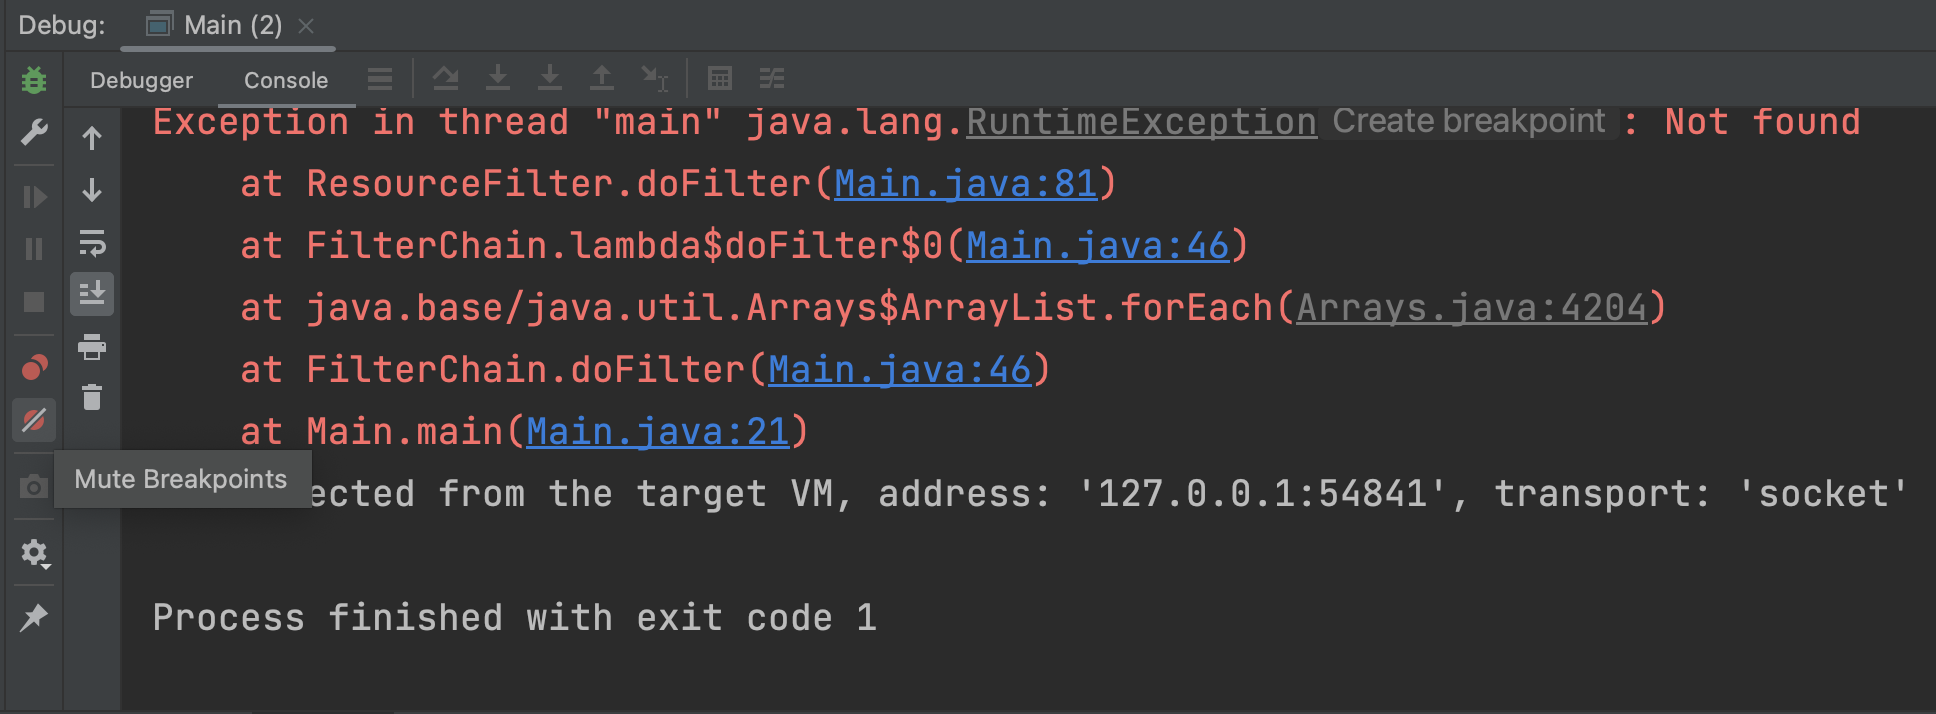 Debug: Main (2)
Debugger Console
Exception in thread "main" java.lang.RuntimeException Create breakpoint : Not found
at ResourceFilter.doFilter(Main.java:81)
at FilterChain.lambda$doFilter$0(Main.java:46)
at java.base/java.util.Arrays$ArrayList.forEach(Arrays.java:4204)
at FilterChain.doFilter(Main.java:46)
at Main.main(Main.java:21)
Mute Breakpoints
ected from the target VM, address: '127.0.0.1:54841', transport: 'socket'
Process finished with exit code 1